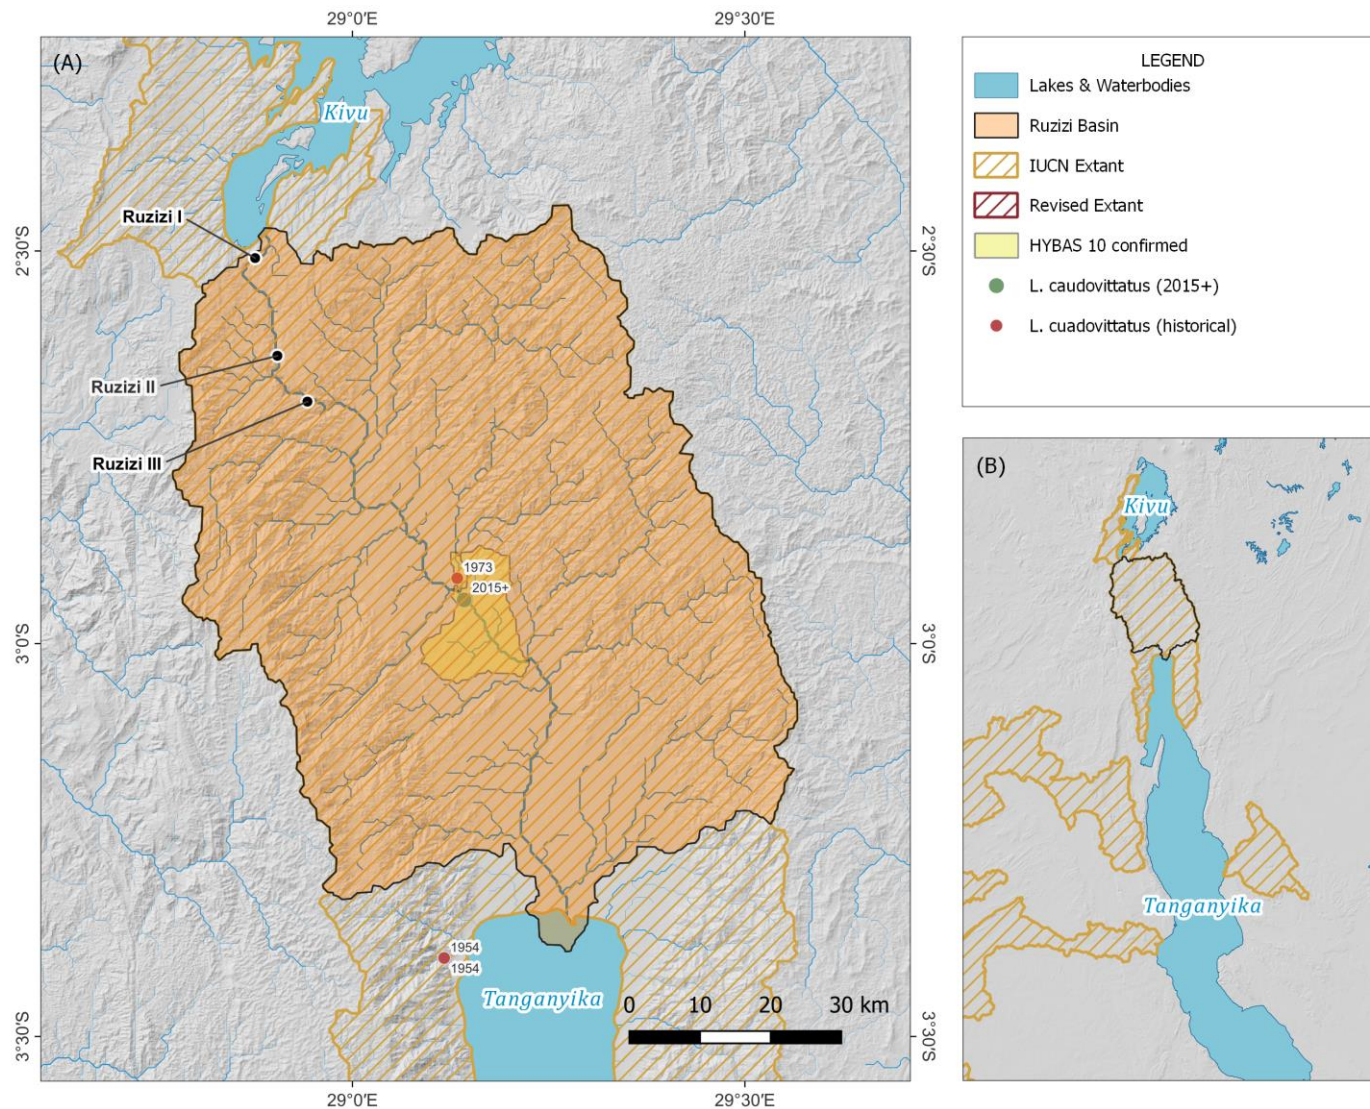 29°0′E
29°30′E
(A)
Kivu
Ruzizi I
2°30′S
2°30′S
Ruzizi II
Ruzizi III
1973
2015+
3°0′S
3°0′S
1954
1954
Tanganyika
0 10 20 30 km
3°30′S
3°30′S
29°0′E
29°30′E
LEGEND
Lakes & Waterbodies
Ruzizi Basin
IUCN Extant
Revised Extant
HYBAS 10 confirmed
L. caudovittatus (2015+)
L. cuadovittatus (historical)
(B)
Kivu
Tanganyika